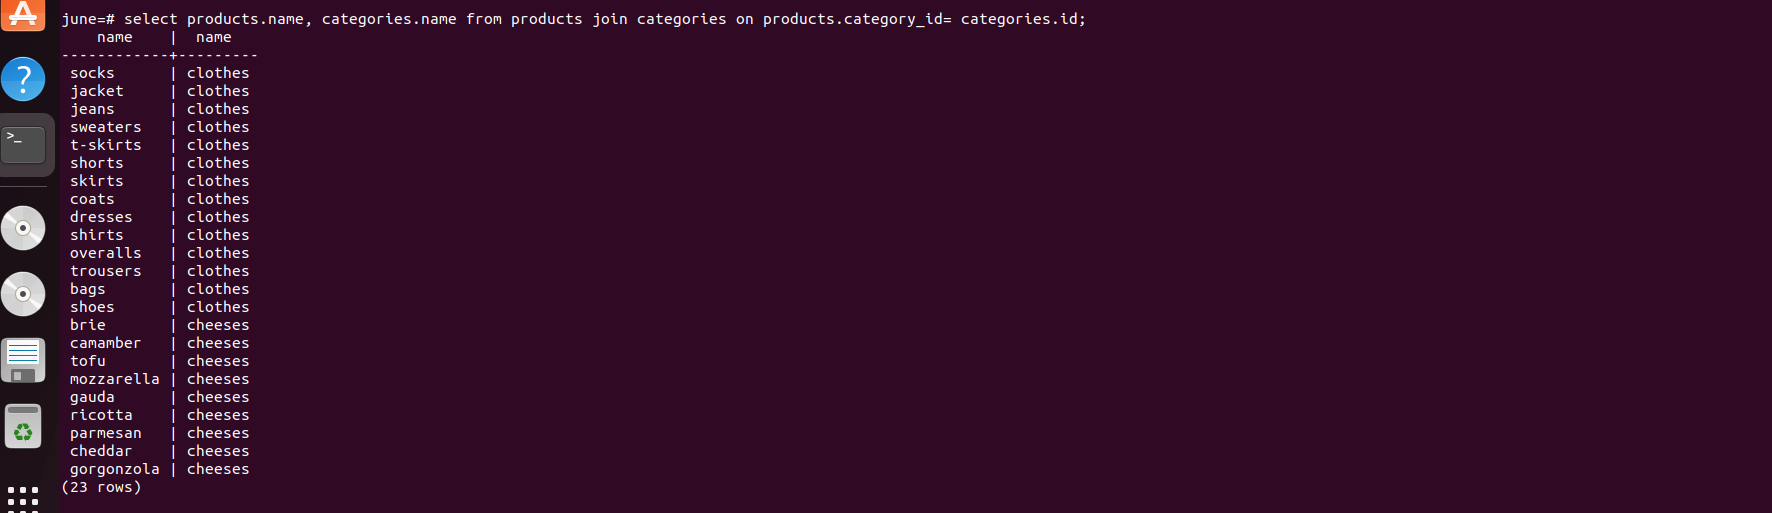 june=# select products.name, categories.name from products join categories on products.category_id= categories.id;
    name    |  name
------------+---------
 socks      | clothes
 jacket     | clothes
 jeans      | clothes
 sweaters   | clothes
 t-skirts   | clothes
 shorts     | clothes
 skirts     | clothes
 coats      | clothes
 dresses    | clothes
 shirts     | clothes
 overalls   | clothes
 trousers   | clothes
 bags       | clothes
 shoes      | clothes
 brie       | cheeses
 camamber   | cheeses
 tofu       | cheeses
 mozzarella | cheeses
 gauda      | cheeses
 ricotta    | cheeses
 parmesan   | cheeses
 cheddar    | cheeses
 gorgonzola | cheeses
(23 rows)